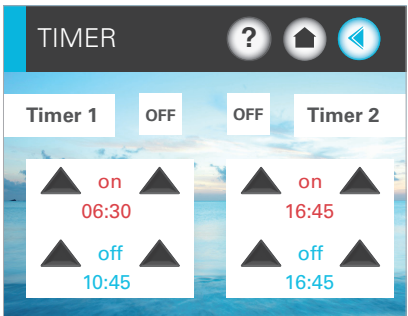 TIMER ?
Timer 1 OFF OFF Timer 2
on on
06:30 16:45
off off
10:45 16:45